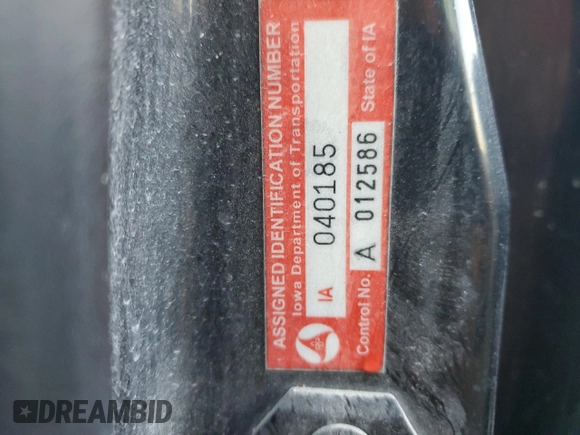 ASSIGNED IDENTIFICATION NUMBER
Iowa Department of Transportation
IA 040185
Control No. A 012586 State of IA
DREAMBID